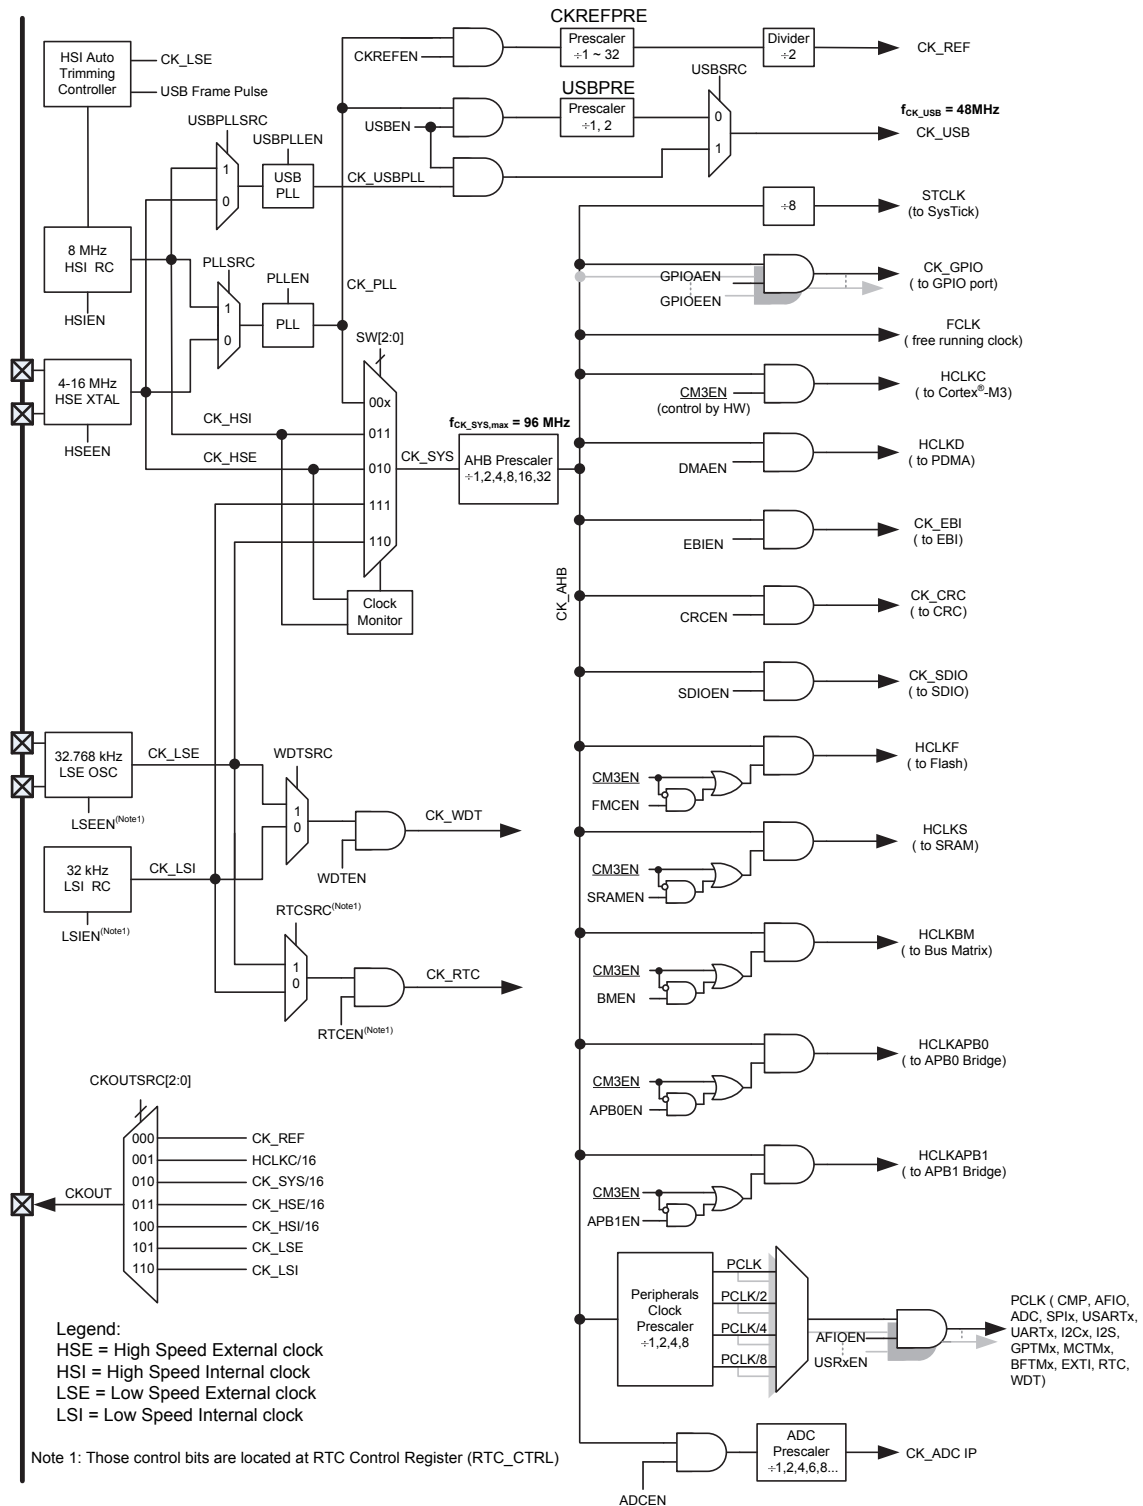 CKREFPRE
HSI Auto
Trimming
Controller
CK_LSE
USB Frame Pulse
CKREFEN
Prescaler
÷1 ~ 32
Divider
÷2
CK_REF
USBPRE
USBSRC
USBEN
Prescaler
÷1, 2
0
1
fCK_USB = 48MHz
CK_USB
USBPLLSRC
USBPLLEN
1
0
USB
PLL
CK_USBPLL
÷8
STCLK
(to SysTick)
8 MHz
HSI RC
HSIEN
PLLSRC
PLLEN
1
0
PLL
CK_PLL
GPIOAEN
GPIOEEN
CK_GPIO
( to GPIO port)
FCLK
( free running clock)
4-16 MHz
HSE XTAL
HSEEN
SW[2:0]
00x
011
010
111
110
CK_HSI
CK_HSE
CK_SYS
fCK_SYS,max = 96 MHz
AHB Prescaler
÷1,2,4,8,16,32
Clock
Monitor
CK_AHB
CM3EN
(control by HW)
HCLKC
( to Cortex®-M3)
DMAEN
HCLKD
( to PDMA)
EBIEN
CK_EBI
( to EBI)
CRCEN
CK_CRC
( to CRC)
SDIOEN
CK_SDIO
( to SDIO)
32.768 kHz
LSE OSC
CK_LSE
LSEEN(Note1)
WDTSRC
1
0
CK_WDT
WDTEN
CM3EN
FMCEN
HCLKF
( to Flash)
32 kHz
LSI RC
CK_LSI
LSIEN(Note1)
CM3EN
SRAMEN
HCLKS
( to SRAM)
RTCSRC(Note1)
1
0
CK_RTC
RTCEN(Note1)
CM3EN
BMEN
HCLKBM
( to Bus Matrix)
CM3EN
APB0EN
HCLKAPB0
( to APB0 Bridge)
CM3EN
APB1EN
HCLKAPB1
( to APB1 Bridge)
CKOUTSRC[2:0]
CKOUT
000 CK_REF
001 HCLKC/16
010 CK_SYS/16
011 CK_HSE/16
100 CK_HSI/16
101 CK_LSE
110 CK_LSI
Peripherals
Clock
Prescaler
÷1,2,4,8
PCLK
PCLK/2
PCLK/4
PCLK/8
AFIOEN
USRxEN
PCLK ( CMP, AFIO,
ADC, SPIx, USARTx,
UARTx, I2Cx, I2S,
GPTMx, MCTMx,
BFTMx, EXTI, RTC,
WDT)
Legend:
HSE = High Speed External clock
HSI = High Speed Internal clock
LSE = Low Speed External clock
LSI = Low Speed Internal clock
ADCEN
ADC
Prescaler
÷1,2,4,6,8...
CK_ADC IP
Note 1: Those control bits are located at RTC Control Register (RTC_CTRL)